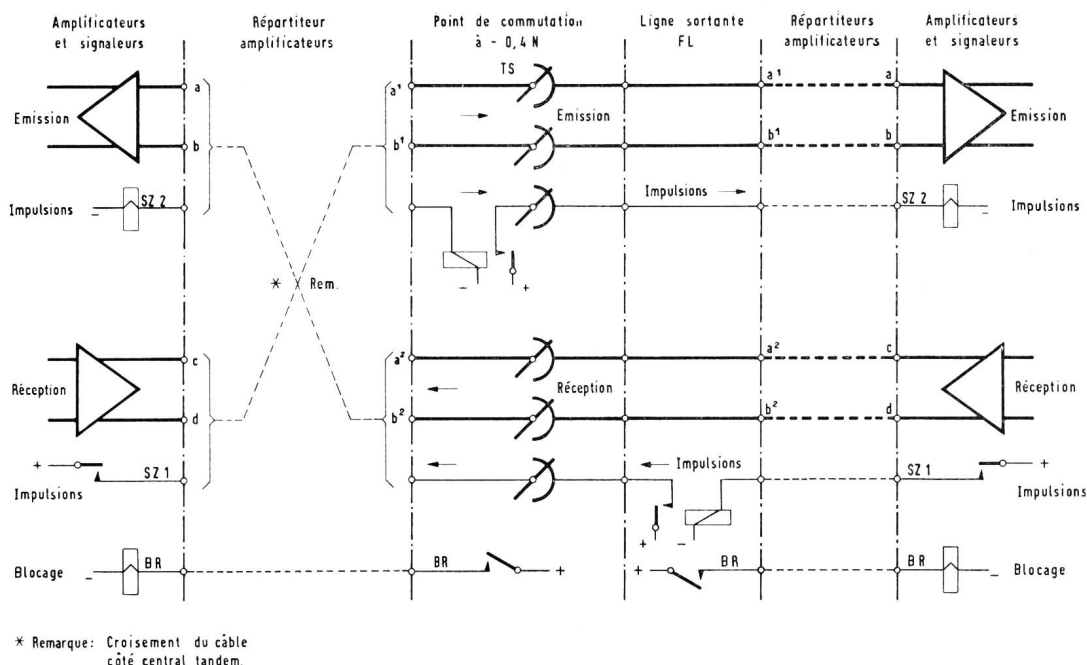 Amplificateurs et signaleurs
Répartiteur amplificateurs
Point de commutation à - 0,4 N
Ligne sortante FL
Répartiteurs amplificateurs
Amplificateurs et signaleurs
TS
a
a¹
a¹
a
Emission
Emission
Emission
b
b¹
b¹
b
Impulsions
SZ 2
Impulsions
SZ 2
Impulsions
–
–
–
+
* Rem.
a²
a²
c
c
Réception
Réception
Réception
d
b²
b²
d
+
SZ 1
Impulsions
SZ 1
+
Impulsions
Impulsions
+
–
Blocage
–
BR
BR
+
+
BR
BR
–
Blocage
* Remarque: Croisement du câble
côté central tandem.